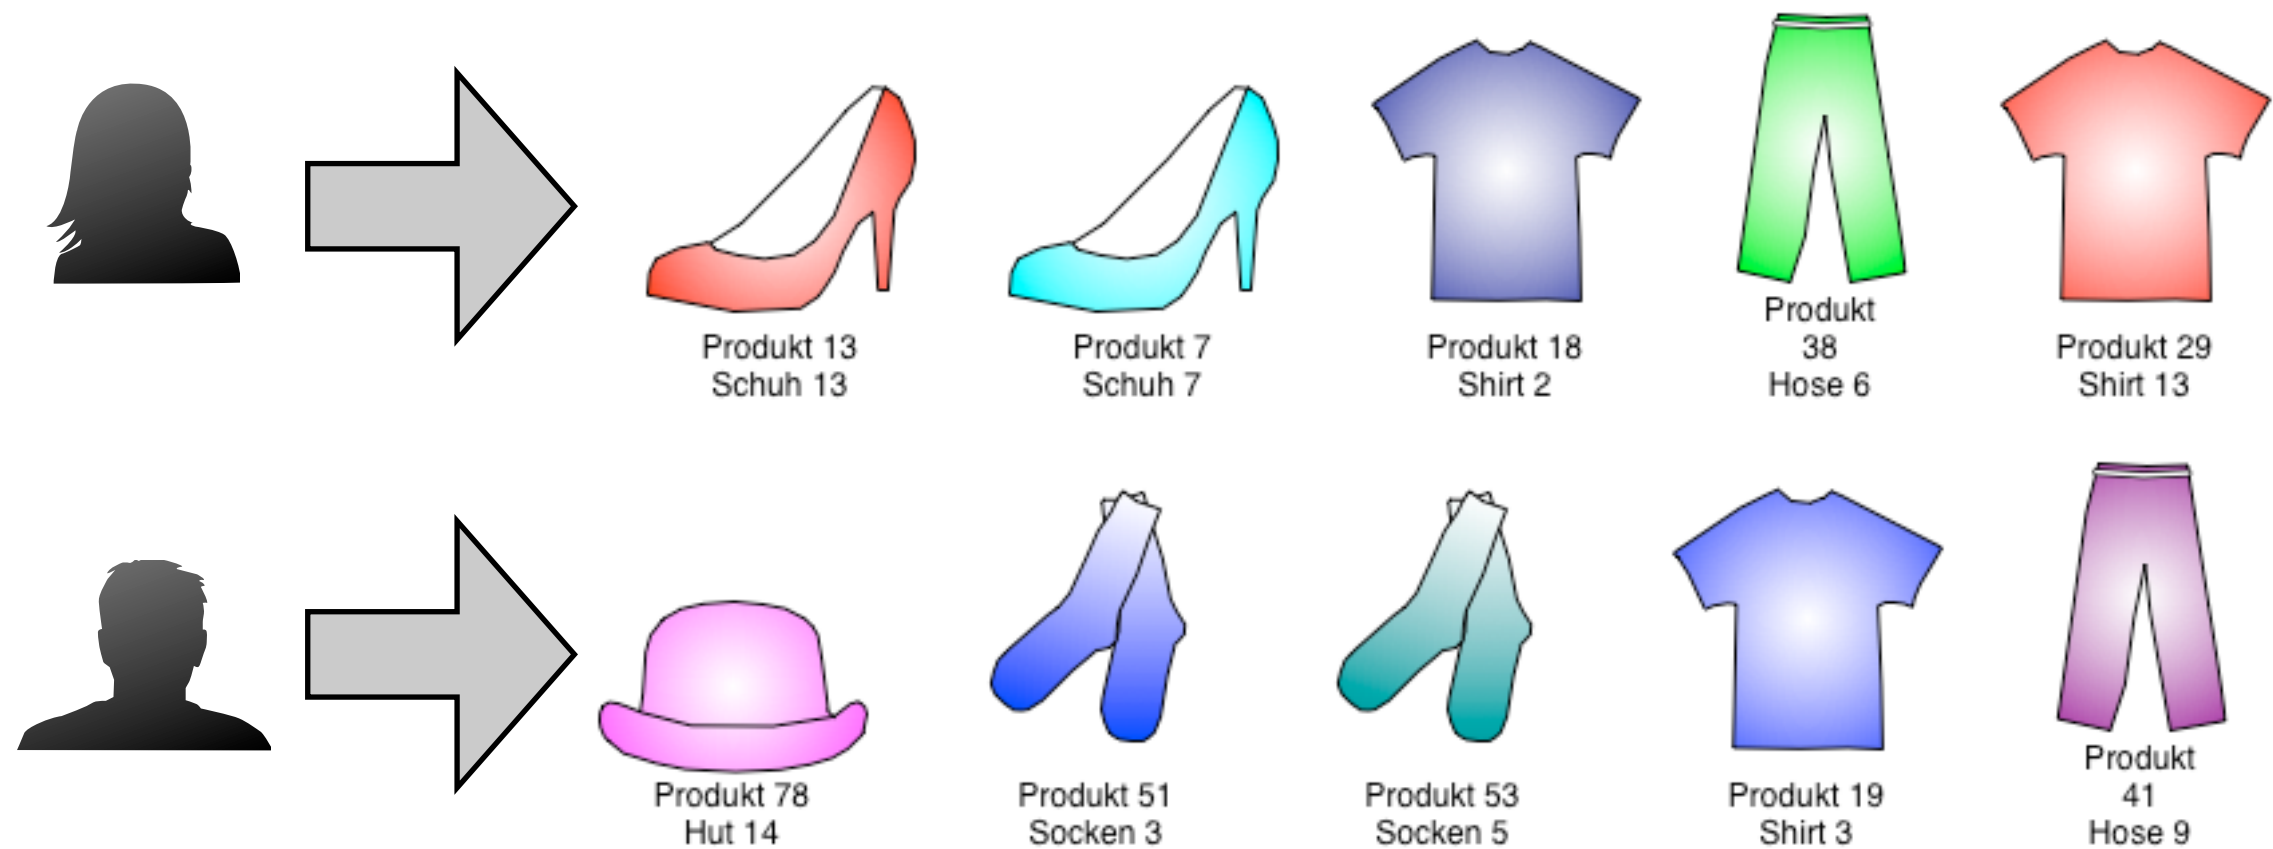 Produkt 13
Schuh 13
Produkt 7
Schuh 7
Produkt 18
Shirt 2
Produkt
38
Hose 6
Produkt 29
Shirt 13
Produkt 78
Hut 14
Produkt 51
Socken 3
Produkt 53
Socken 5
Produkt 19
Shirt 3
Produkt
41
Hose 9